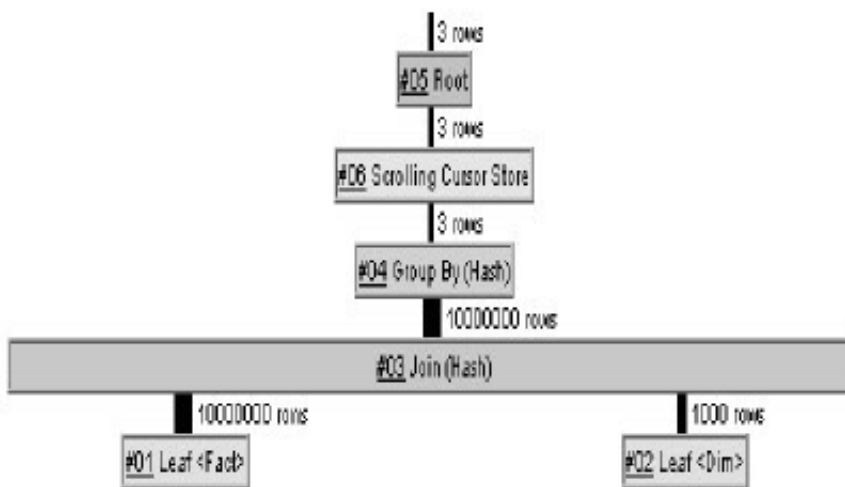 3 rows
#05 Root
3 rows
#06 Scrolling Cursor Store
3 rows
#04 Group By (Hash)
10000000 rows
#03 Join (Hash)
10000000 rows
1000 rows
#01 Leaf <Fact>
#02 Leaf <Dim>